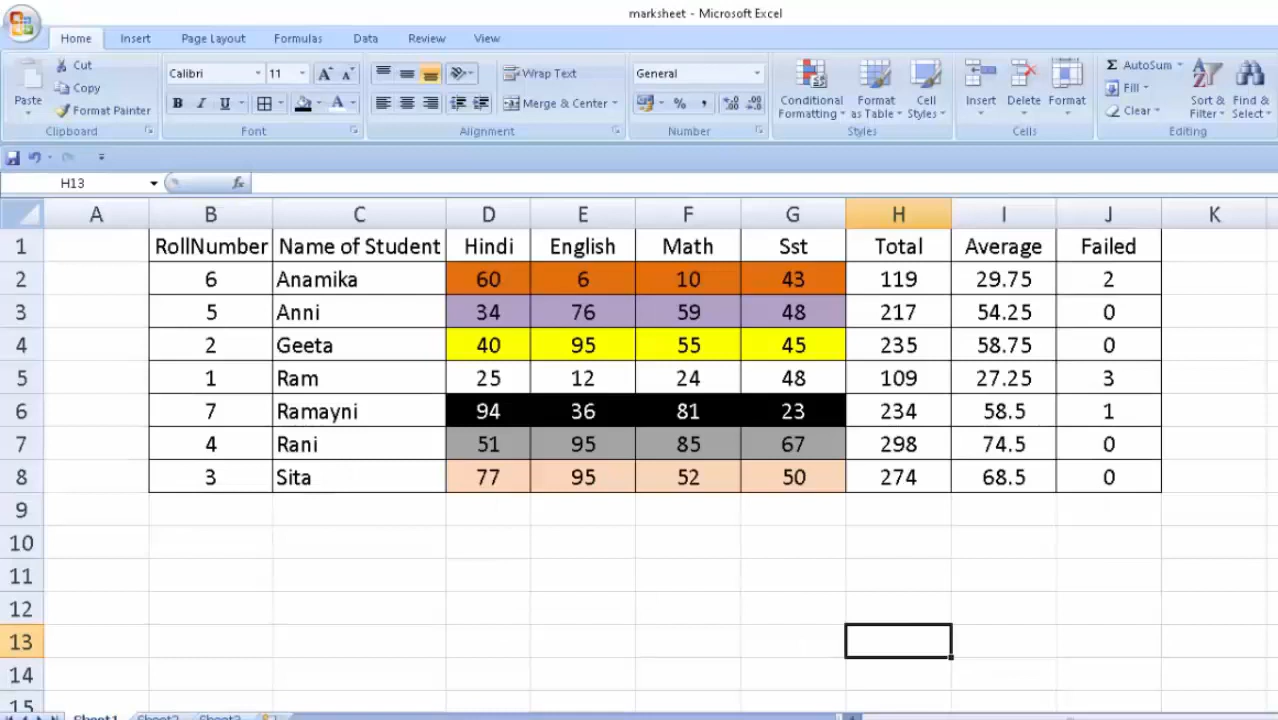 marksheet - Microsoft Excel
Home Insert Page Layout Formulas Data Review View
Paste Cut Copy Format Painter Clipboard
Calibri 11 B I U A Font
Wrap Text Merge & Center Alignment
General % , Number
Conditional Formatting Format as Table Cell Styles Styles
Insert Delete Format Cells
Σ AutoSum Fill Clear Sort & Filter Find & Select Editing
H13 fx
A B C D E F G H I J K
1 RollNumber Name of Student Hindi English Math Sst Total Average Failed
2 6 Anamika 60 6 10 43 119 29.75 2
3 5 Anni 34 76 59 48 217 54.25 0
4 2 Geeta 40 95 55 45 235 58.75 0
5 1 Ram 25 12 24 48 109 27.25 3
6 7 Ramayni 94 36 81 23 234 58.5 1
7 4 Rani 51 95 85 67 298 74.5 0
8 3 Sita 77 95 52 50 274 68.5 0
9
10
11
12
13
14
15
Sheet1 Sheet2 Sheet3